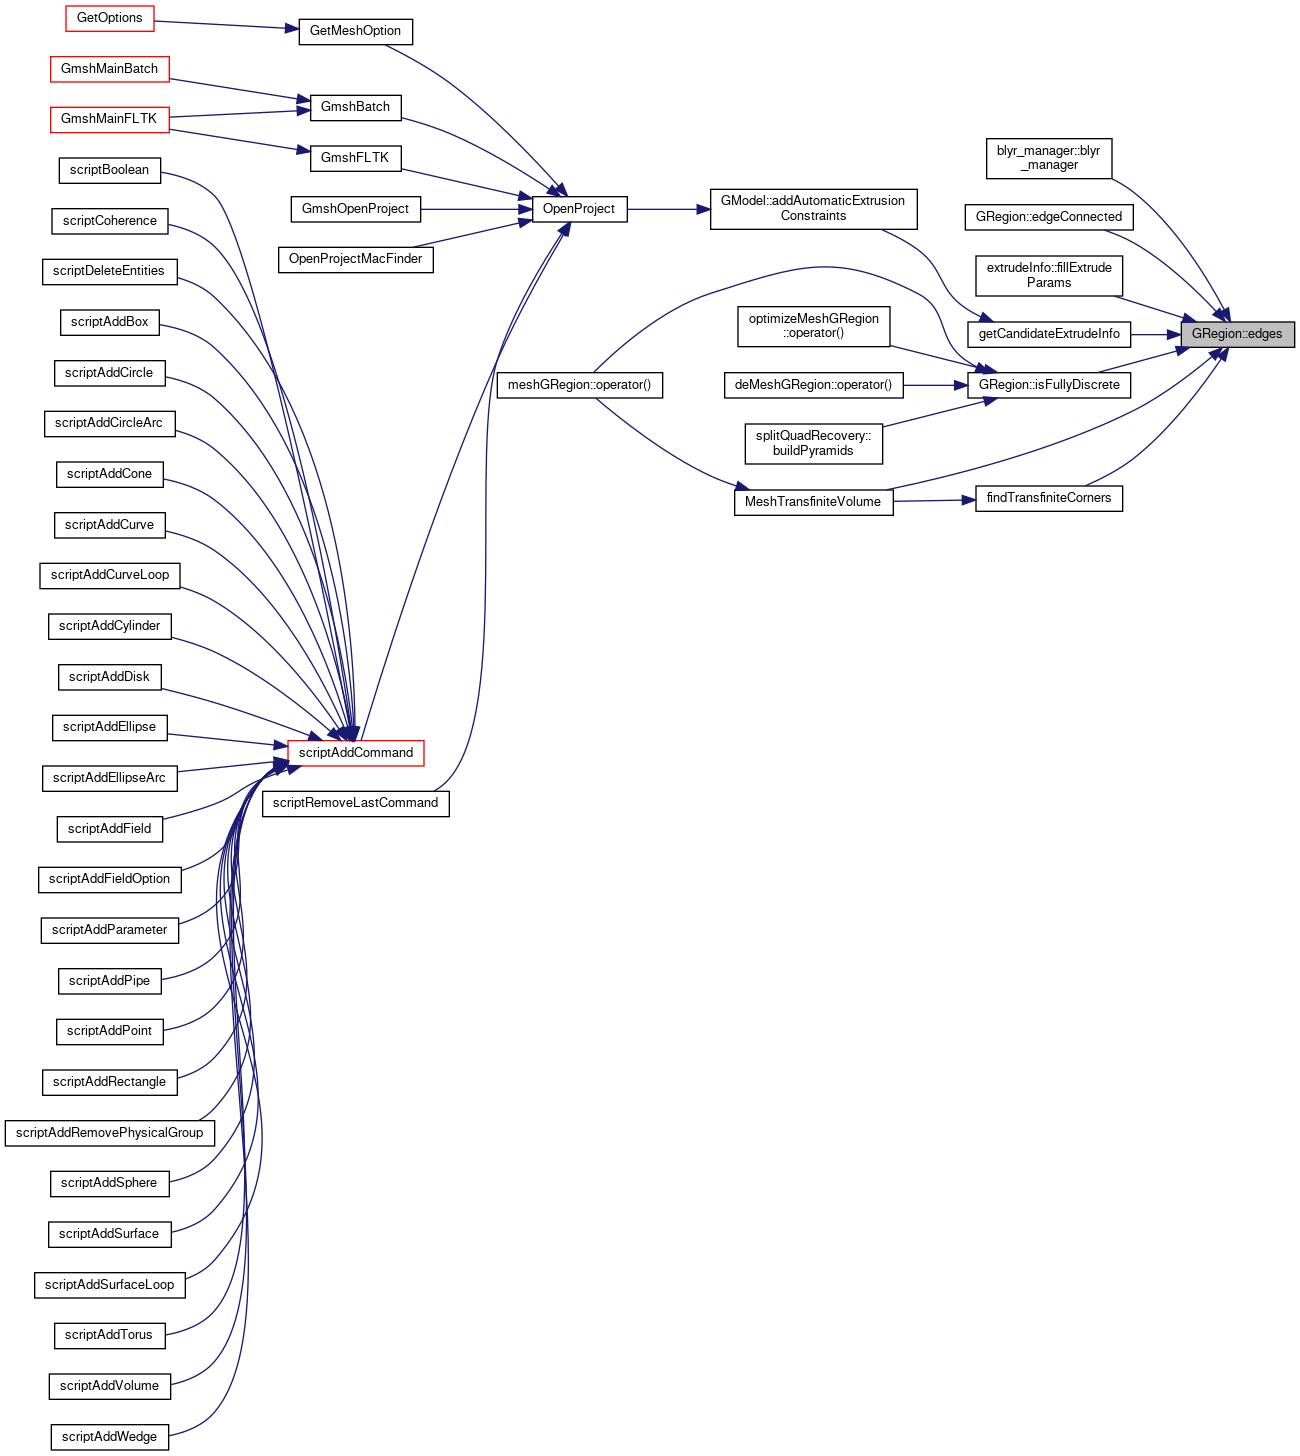 GetOptions
GetMeshOption
GmshMainBatch
GmshBatch
GmshMainFLTK
GmshFLTK
scriptBoolean
GmshOpenProject
OpenProject
GModel::addAutomaticExtrusion
Constraints
blyr_manager::blyr
_manager
GRegion::edgeConnected
scriptCoherence
OpenProjectMacFinder
extrudeInfo::fillExtrude
Params
scriptDeleteEntities
scriptAddBox
optimizeMeshGRegion
::operator()
getCandidateExtrudeInfo
GRegion::edges
scriptAddCircle
meshGRegion::operator()
deMeshGRegion::operator()
GRegion::isFullyDiscrete
scriptAddCircleArc
splitQuadRecovery::
buildPyramids
scriptAddCone
MeshTransfiniteVolume
findTransfiniteCorners
scriptAddCurve
scriptAddCurveLoop
scriptAddCylinder
scriptAddDisk
scriptAddEllipse
scriptAddCommand
scriptAddEllipseArc
scriptRemoveLastCommand
scriptAddField
scriptAddFieldOption
scriptAddParameter
scriptAddPipe
scriptAddPoint
scriptAddRectangle
scriptAddRemovePhysicalGroup
scriptAddSphere
scriptAddSurface
scriptAddSurfaceLoop
scriptAddTorus
scriptAddVolume
scriptAddWedge